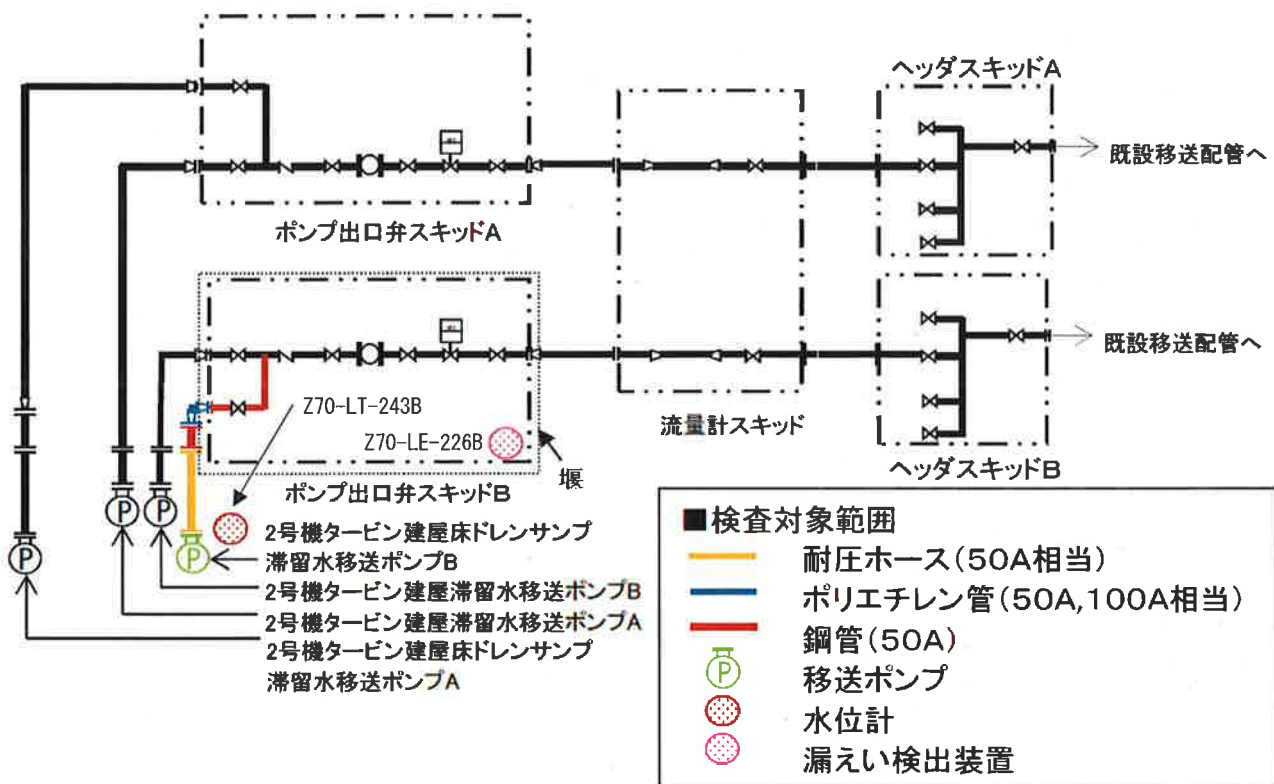 ヘッダスキッドA
既設移送配管へ
ポンプ出口弁スキッドA
既設移送配管へ
Z70-LT-243B
流量計スキッド
Z70-LE-226B
ヘッダスキッドB
堰
ポンプ出口弁スキッドB
P
P
P
P
2号機タービン建屋床ドレンサンプ
滞留水移送ポンプB
2号機タービン建屋滞留水移送ポンプB
2号機タービン建屋滞留水移送ポンプA
2号機タービン建屋床ドレンサンプ
滞留水移送ポンプA
■検査対象範囲
耐圧ホース(50A相当)
ポリエチレン管(50A,100A相当)
鋼管(50A)
P 移送ポンプ
水位計
漏えい検出装置